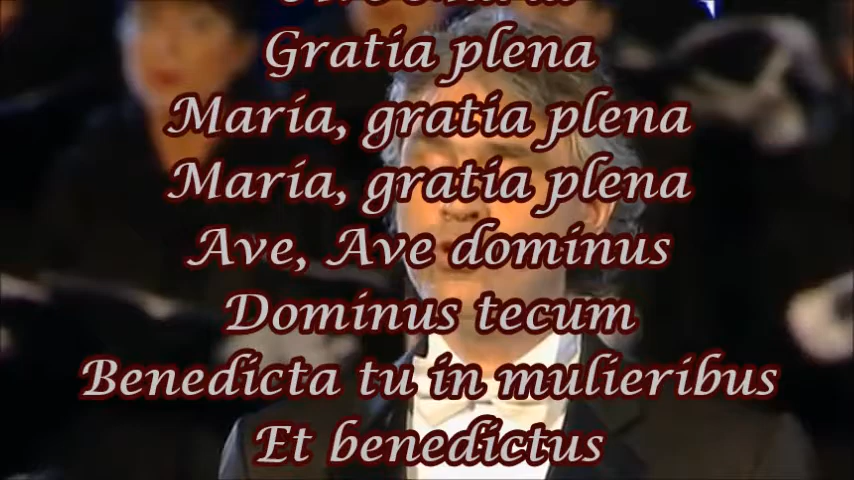 Gratia plena
Maria, gratia plena
Maria, gratia plena
Ave, Ave dominus
Dominus tecum
Benedicta tu in mulieribus
Et benedictus